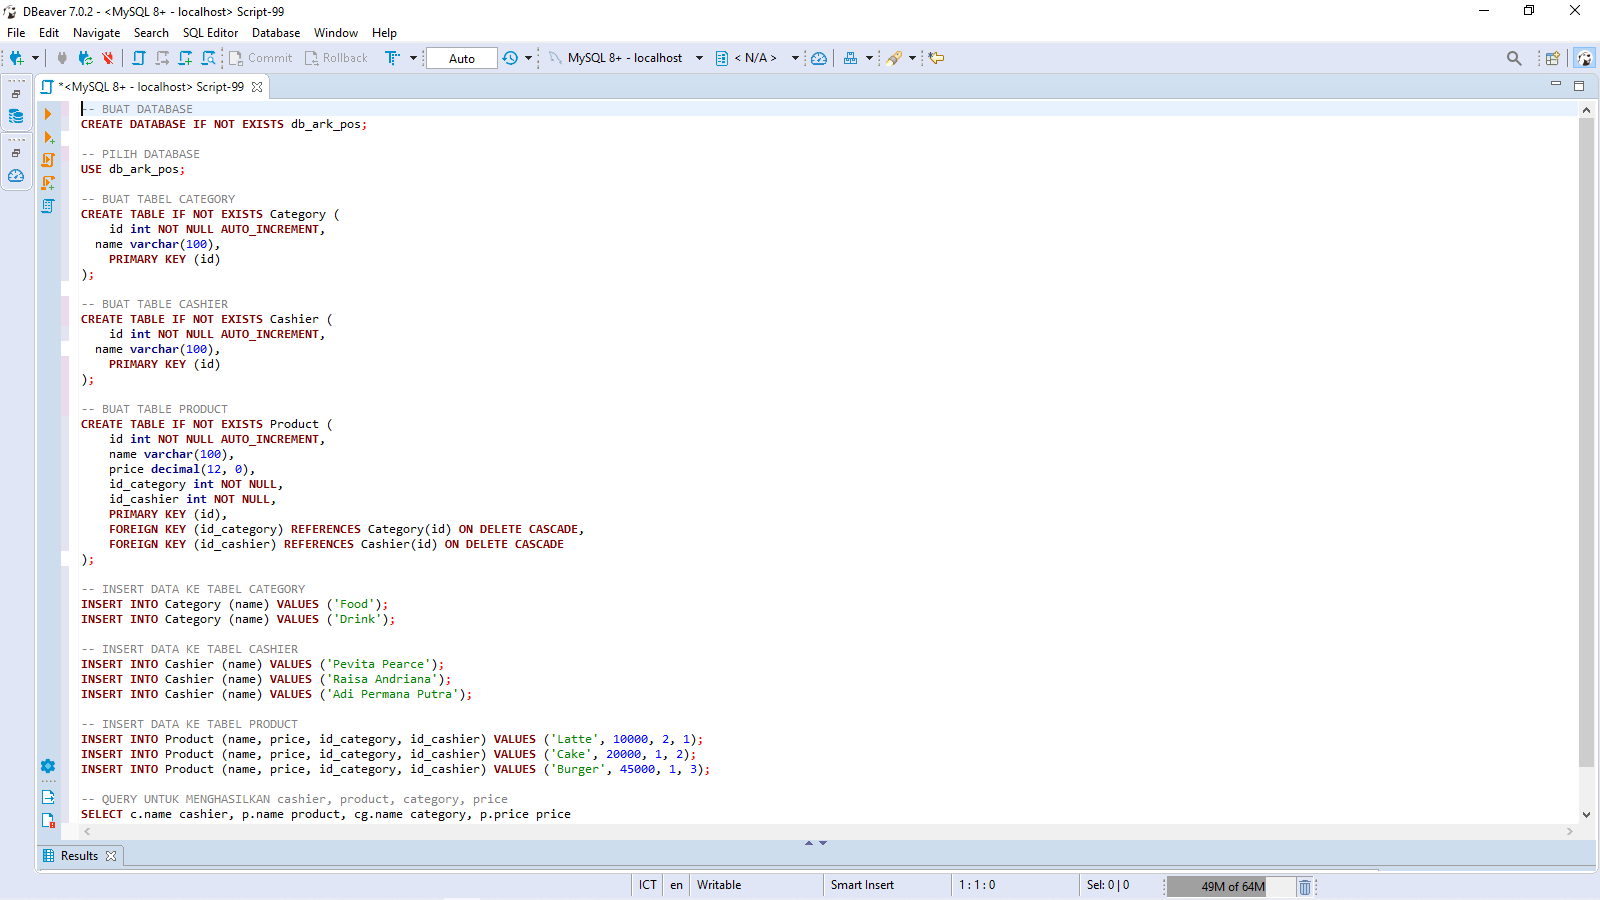 DBeaver 7.0.2 - <MySQL 8+ - localhost> Script-99
File Edit Navigate Search SQL Editor Database Window Help
Commit Rollback Auto MySQL 8+ - localhost < N/A >
*<MySQL 8+ - localhost> Script-99
-- BUAT DATABASE
CREATE DATABASE IF NOT EXISTS db_ark_pos;
-- PILIH DATABASE
USE db_ark_pos;
-- BUAT TABEL CATEGORY
CREATE TABLE IF NOT EXISTS Category (
id int NOT NULL AUTO_INCREMENT,
name varchar(100),
PRIMARY KEY (id)
);
-- BUAT TABLE CASHIER
CREATE TABLE IF NOT EXISTS Cashier (
id int NOT NULL AUTO_INCREMENT,
name varchar(100),
PRIMARY KEY (id)
);
-- BUAT TABLE PRODUCT
CREATE TABLE IF NOT EXISTS Product (
id int NOT NULL AUTO_INCREMENT,
name varchar(100),
price decimal(12, 0),
id_category int NOT NULL,
id_cashier int NOT NULL,
PRIMARY KEY (id),
FOREIGN KEY (id_category) REFERENCES Category(id) ON DELETE CASCADE,
FOREIGN KEY (id_cashier) REFERENCES Cashier(id) ON DELETE CASCADE
);
-- INSERT DATA KE TABEL CATEGORY
INSERT INTO Category (name) VALUES ('Food');
INSERT INTO Category (name) VALUES ('Drink');
-- INSERT DATA KE TABEL CASHIER
INSERT INTO Cashier (name) VALUES ('Pevita Pearce');
INSERT INTO Cashier (name) VALUES ('Raisa Andriana');
INSERT INTO Cashier (name) VALUES ('Adi Permana Putra');
-- INSERT DATA KE TABEL PRODUCT
INSERT INTO Product (name, price, id_category, id_cashier) VALUES ('Latte', 10000, 2, 1);
INSERT INTO Product (name, price, id_category, id_cashier) VALUES ('Cake', 20000, 1, 2);
INSERT INTO Product (name, price, id_category, id_cashier) VALUES ('Burger', 45000, 1, 3);
-- QUERY UNTUK MENGHASILKAN cashier, product, category, price
SELECT c.name cashier, p.name product, cg.name category, p.price price
Results
ICT en Writable Smart Insert 1 : 1 : 0 Sel: 0 | 0 49M of 64M